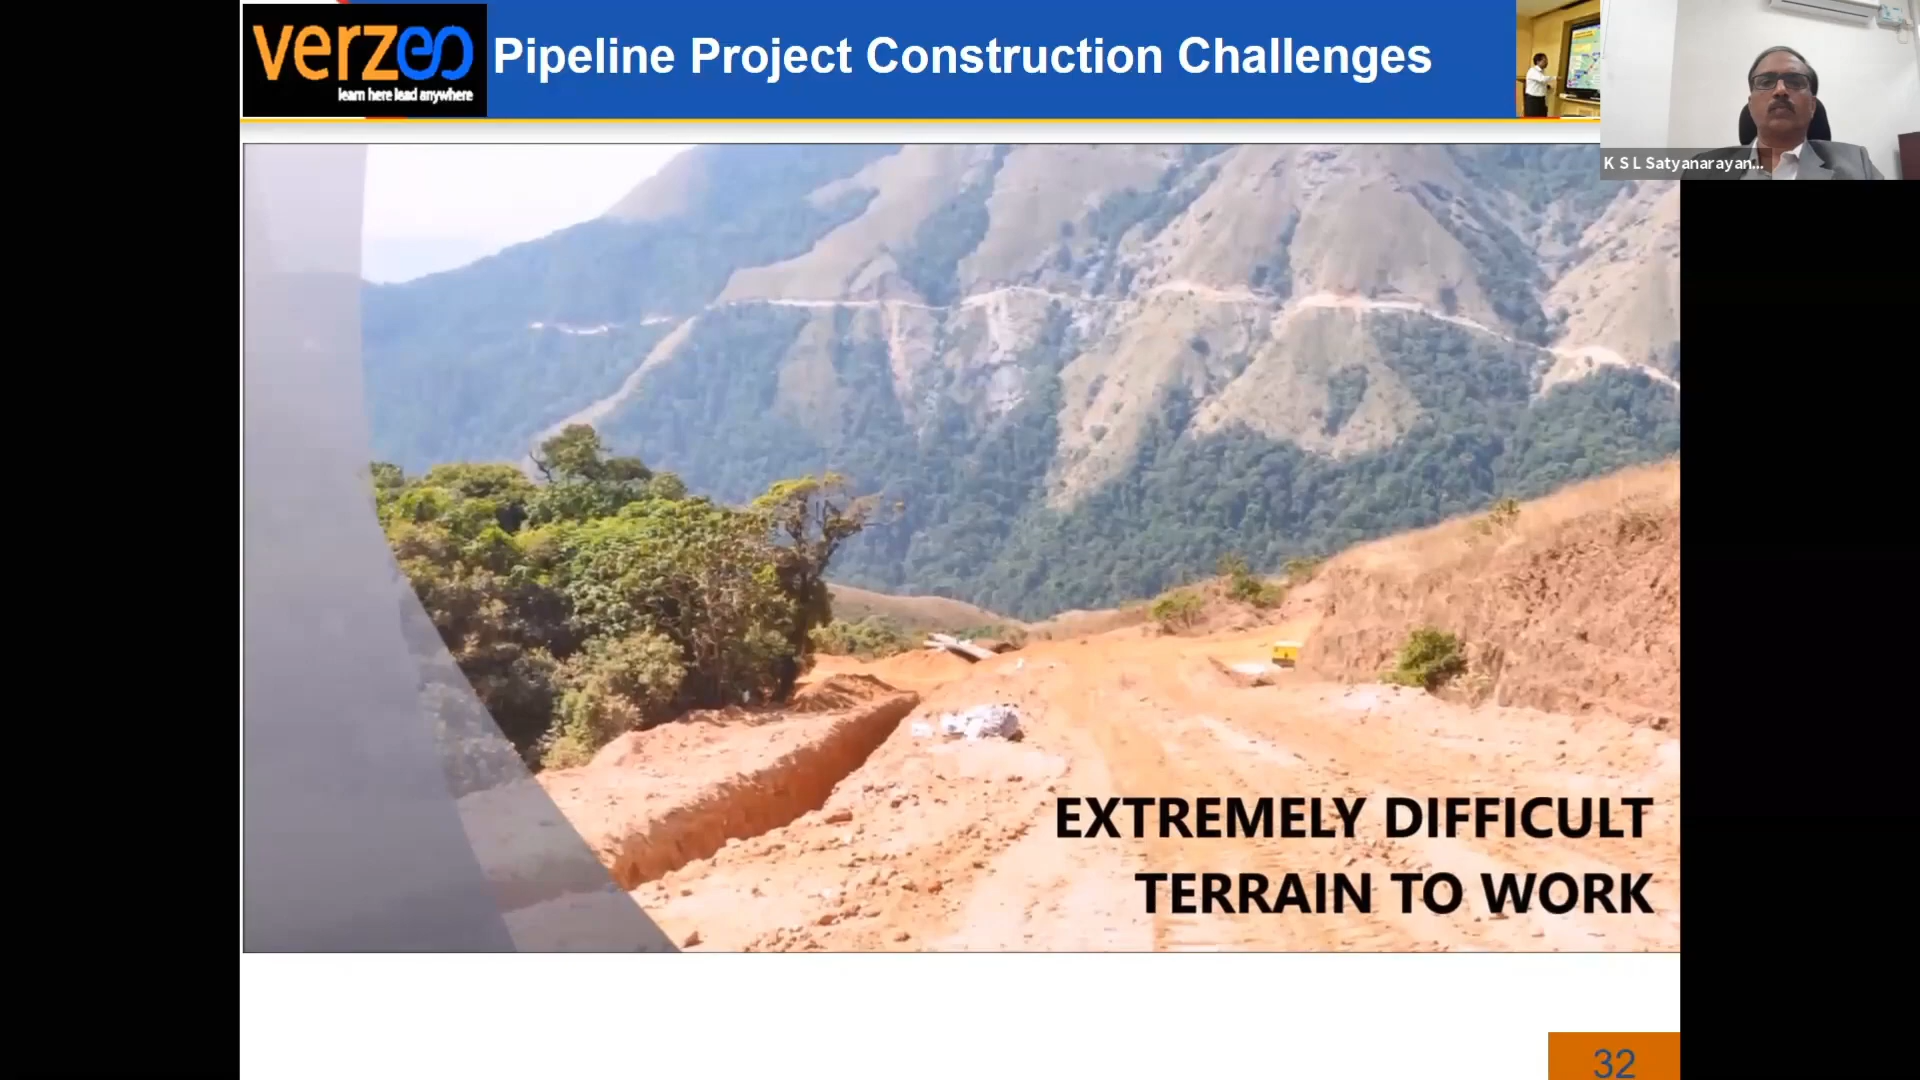 verzeo
learn here lead anywhere
Pipeline Project Construction Challenges
K S L Satyanarayan...
EXTREMELY DIFFICULT
TERRAIN TO WORK
32